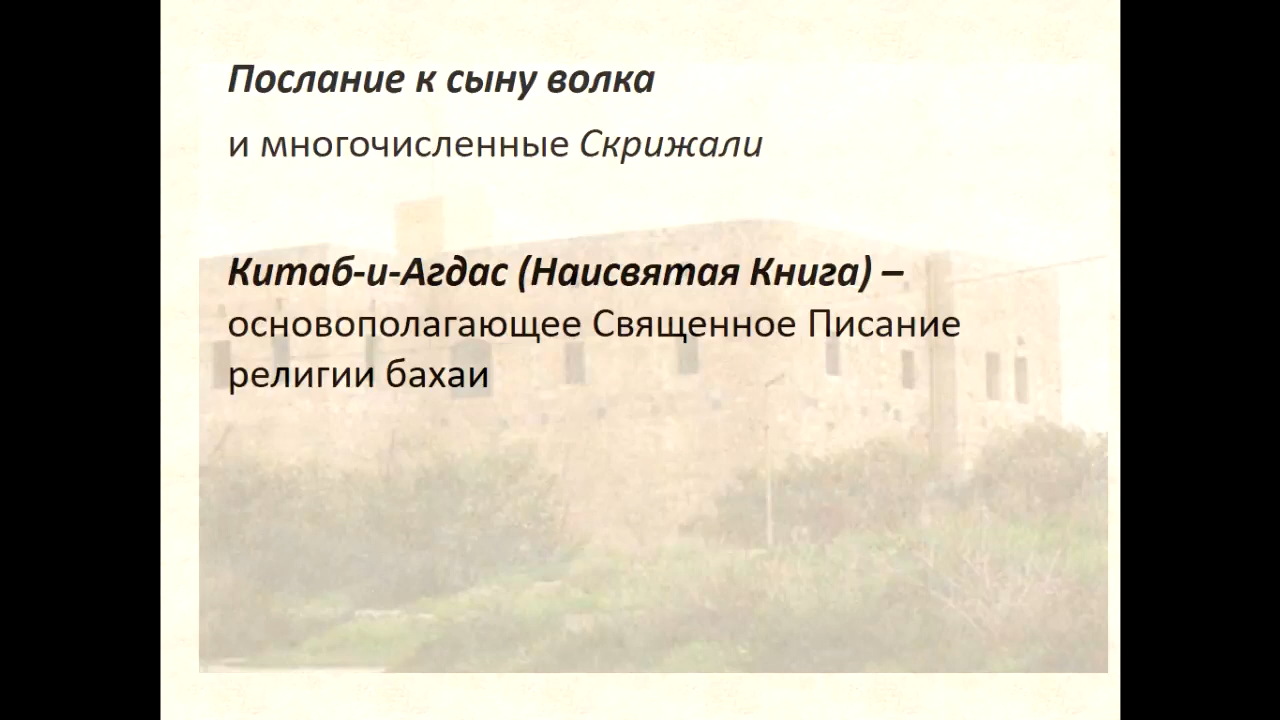 Послание к сыну волка
и многочисленные Скрижали
Китаб-и-Агдас (Наисвятая Книга) –
основополагающее Священное Писание
религии бахаи